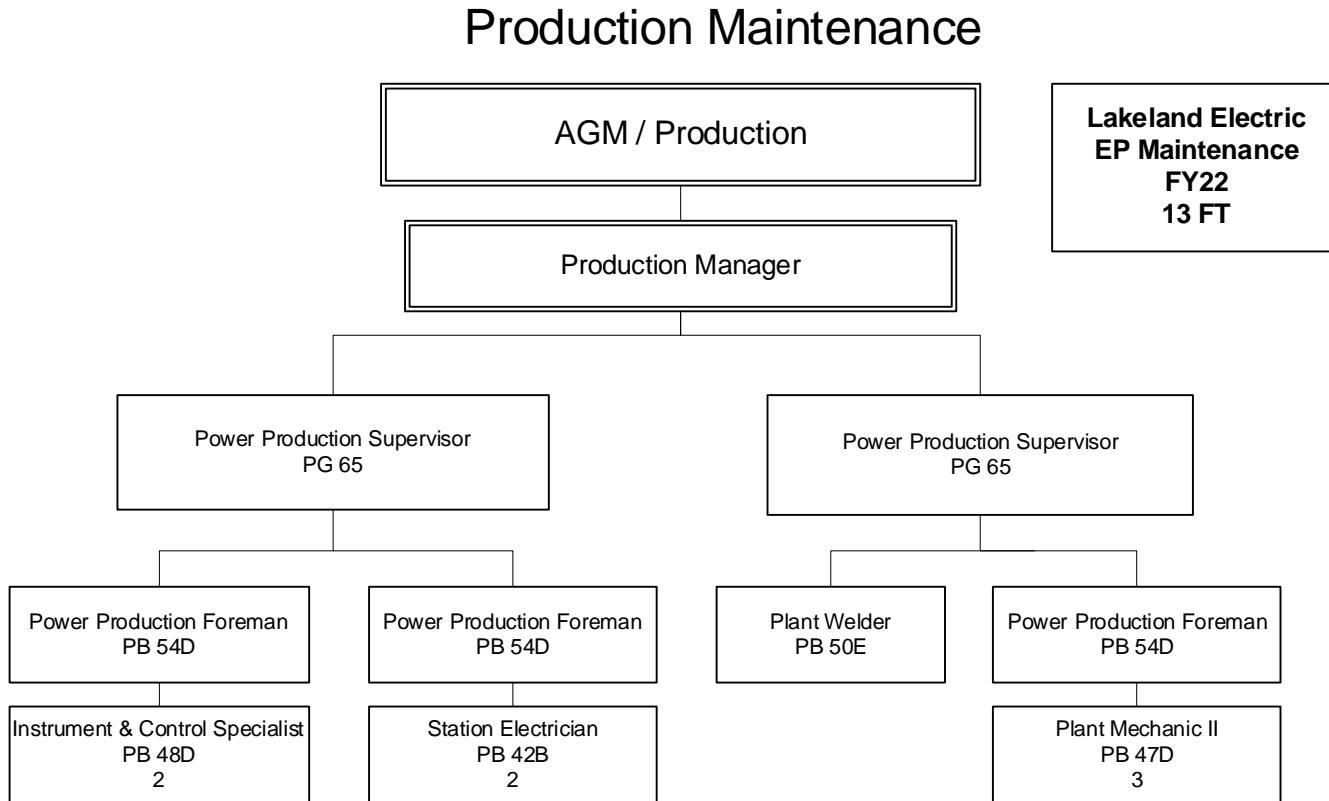 Production Maintenance
AGM / Production
Lakeland Electric
EP Maintenance
FY22
13 FT
Production Manager
Power Production Supervisor
PG 65
Power Production Supervisor
PG 65
Power Production Foreman
PB 54D
Power Production Foreman
PB 54D
Plant Welder
PB 50E
Power Production Foreman
PB 54D
Instrument & Control Specialist
PB 48D
2
Station Electrician
PB 42B
2
Plant Mechanic II
PB 47D
3